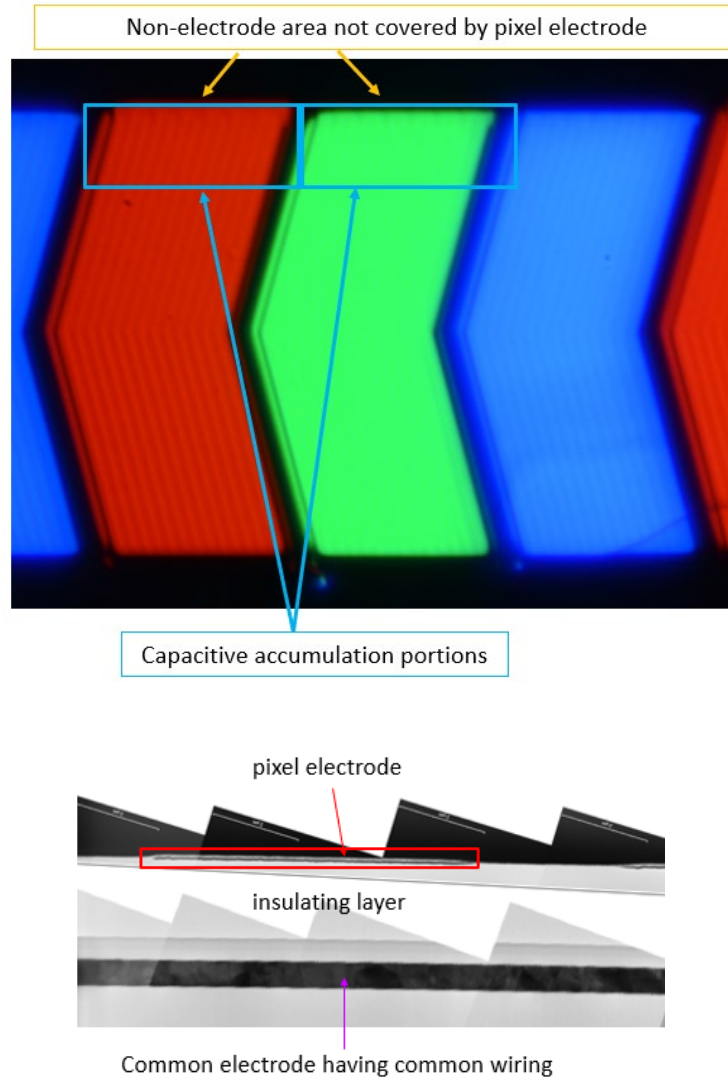 Non-electrode area not covered by pixel electrode
Capacitive accumulation portions
pixel electrode
insulating layer
Common electrode having common wiring